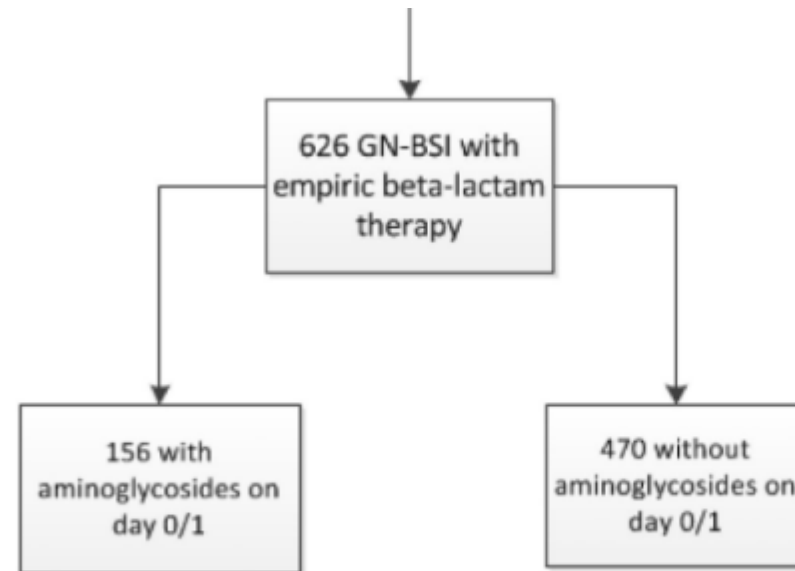 626 GN-BSI with
empiric beta-lactam
therapy
156 with
aminoglycosides on
day 0/1
470 without
aminoglycosides on
day 0/1